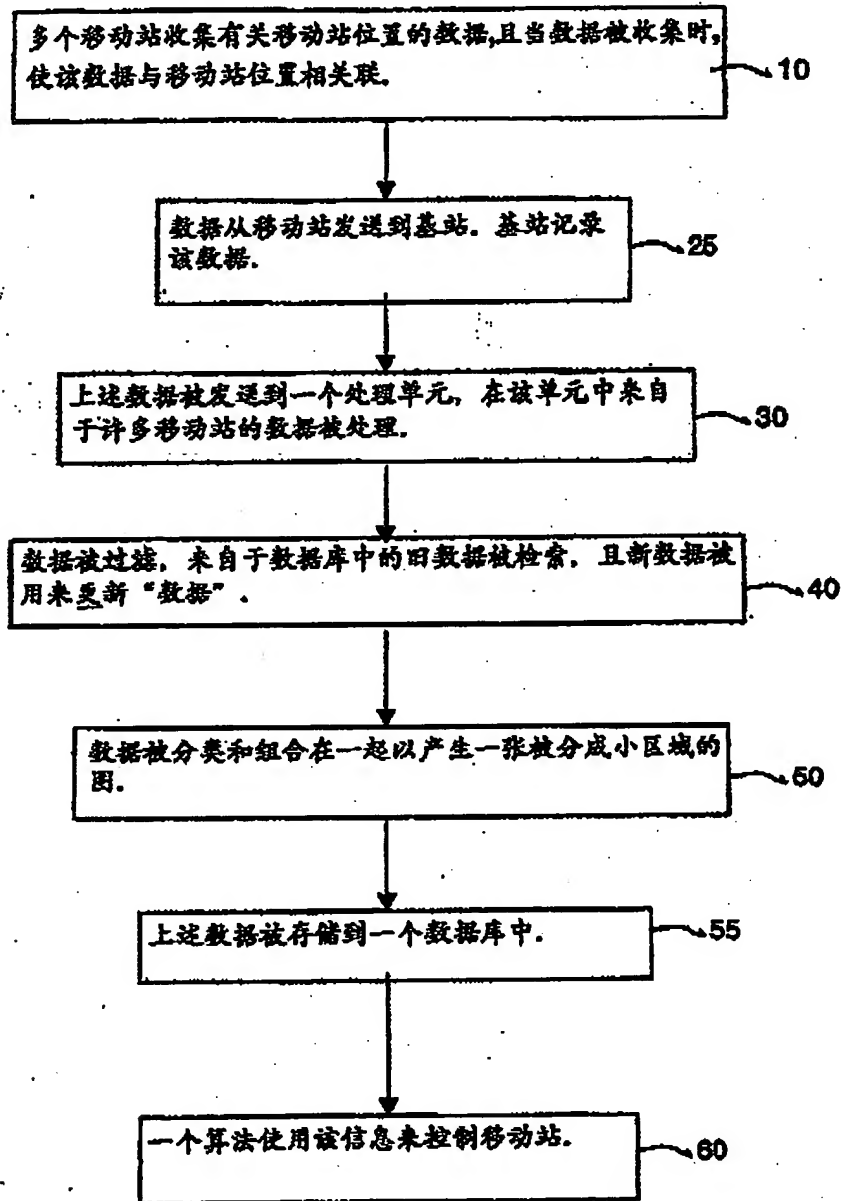 多个移动站收集有关移动站位置的数据,且当数据被收集时,
使该数据与移动站位置相关联.
10
数据从移动站发送到基站. 基站记录
该数据.
25
上述数据被发送到一个处理单元, 在该单元中来自
于许多移动站的数据被处理.
30
数据被过滤, 来自于数据库中的旧数据被检索, 且新数据被
用来更新“数据”.
40
数据被分类和组合在一起以产生一张被分成小区域的
图.
50
上述数据被存储到一个数据库中.
55
一个算法使用该信息来控制移动站.
60